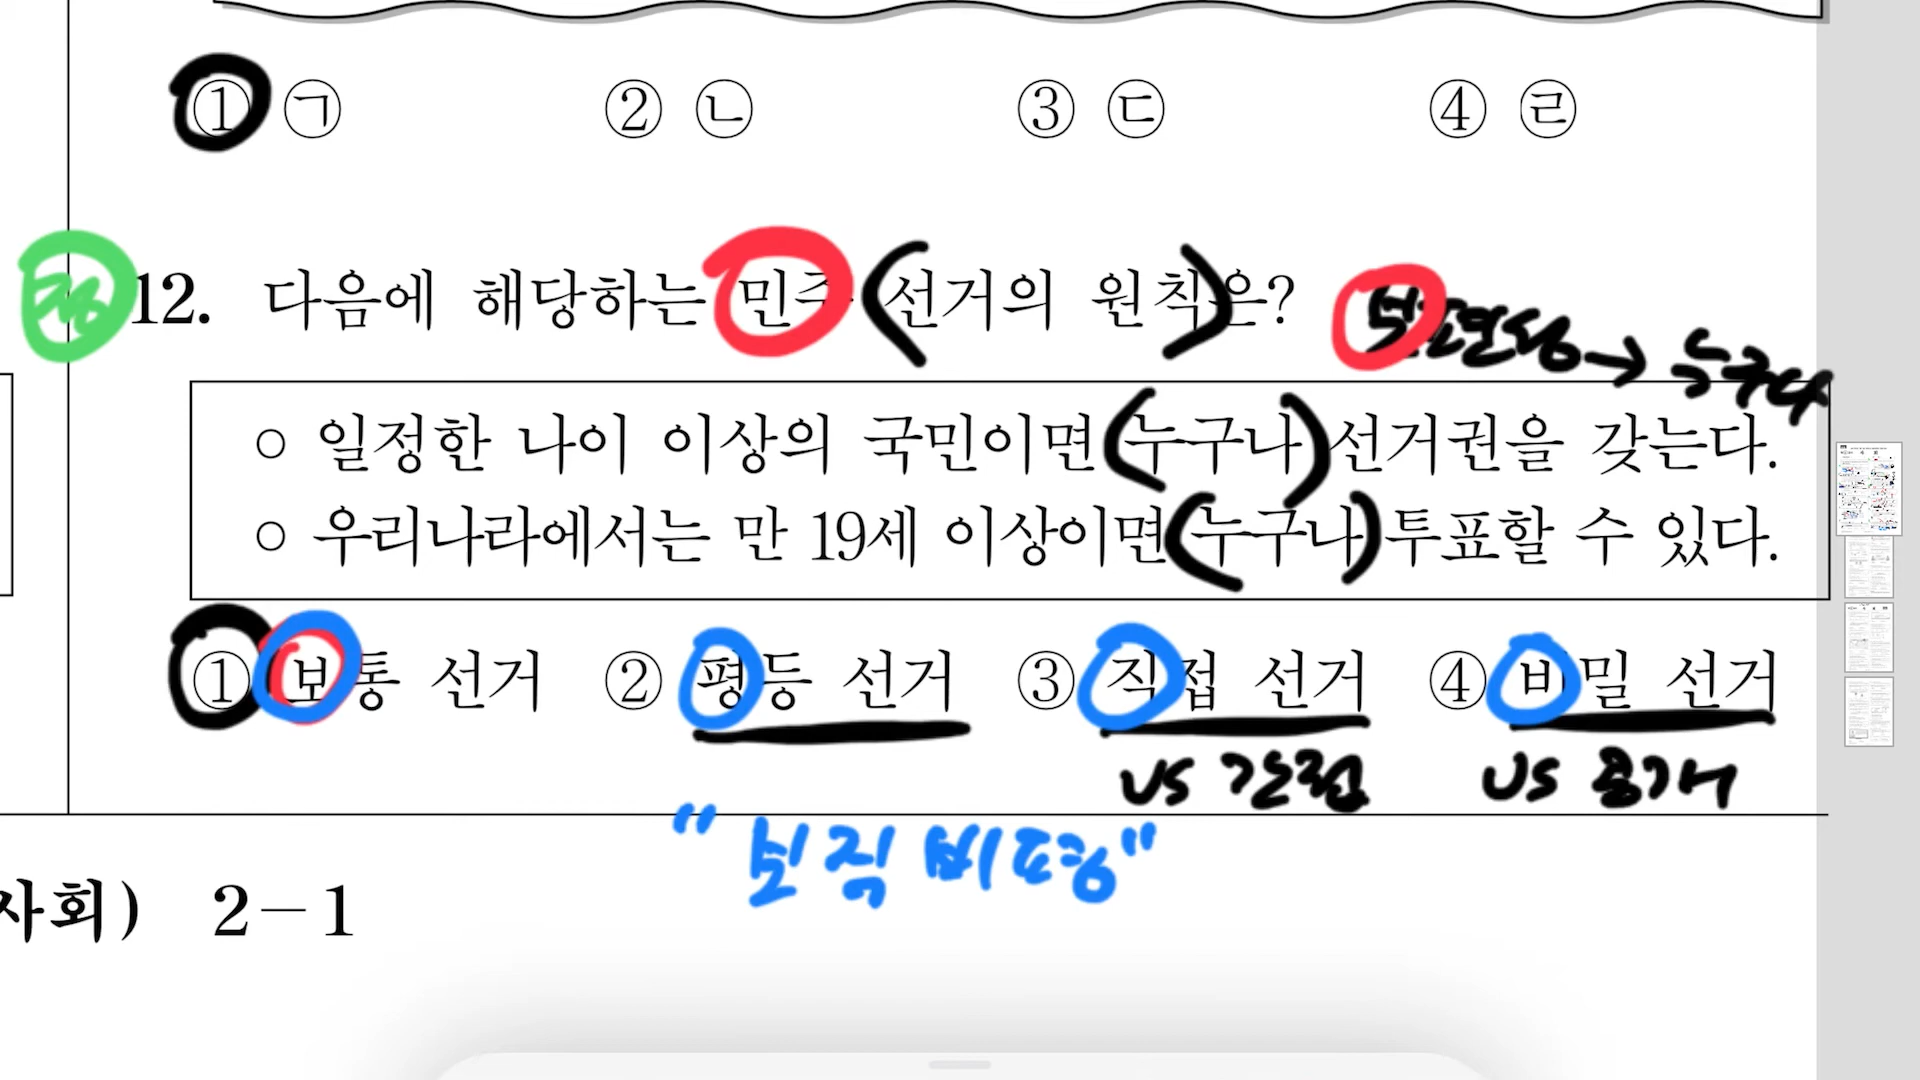 ① ㉠ ② ㉡ ③ ㉢ ④ ㉣
중
12. 다음에 해당하는 민주 선거의 원칙은?
보편성 → 누구나
○ 일정한 나이 이상의 국민이면 누구나 선거권을 갖는다.
○ 우리나라에서는 만 19세 이상이면 누구나 투표할 수 있다.
① 보통 선거 ② 평등 선거 ③ 직접 선거 ④ 비밀 선거
vs 간접 vs 공개
"보직비평"
사회) 2－1